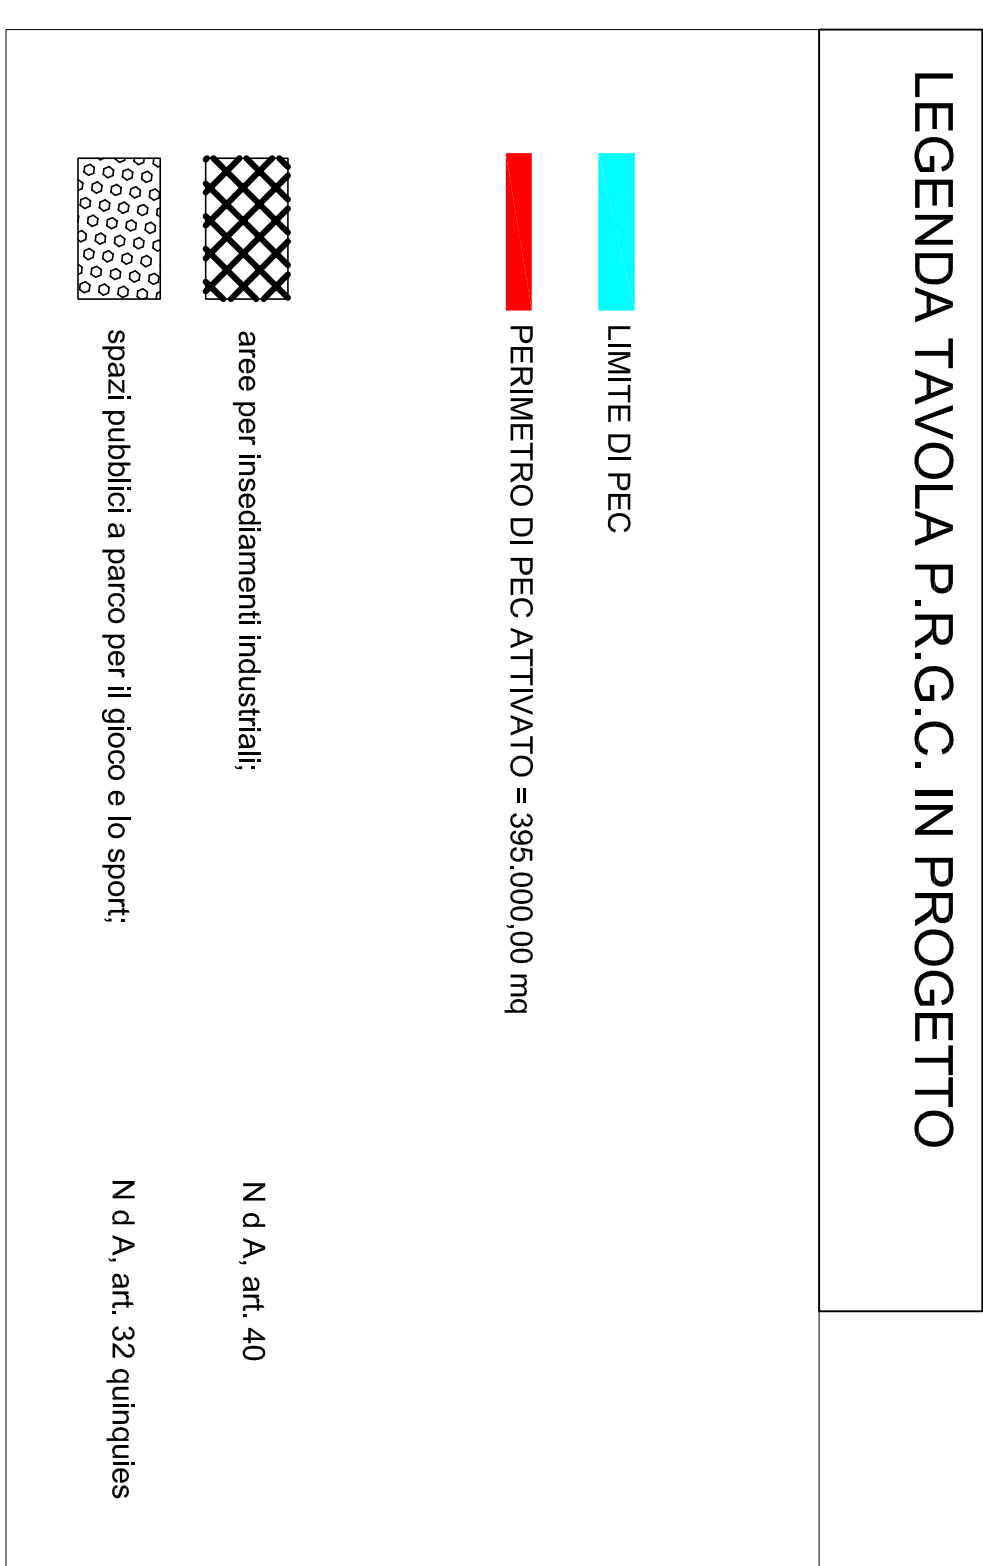 LEGENDA TAVOLA P.R.G.C. IN PROGETTO
LIMITE DI PEC
PERIMETRO DI PEC ATTIVATO = 395.000,00 mq
aree per insediamenti industriali; N d A, art. 40
spazi pubblici a parco per il gioco e lo sport; N d A, art. 32 quinquies